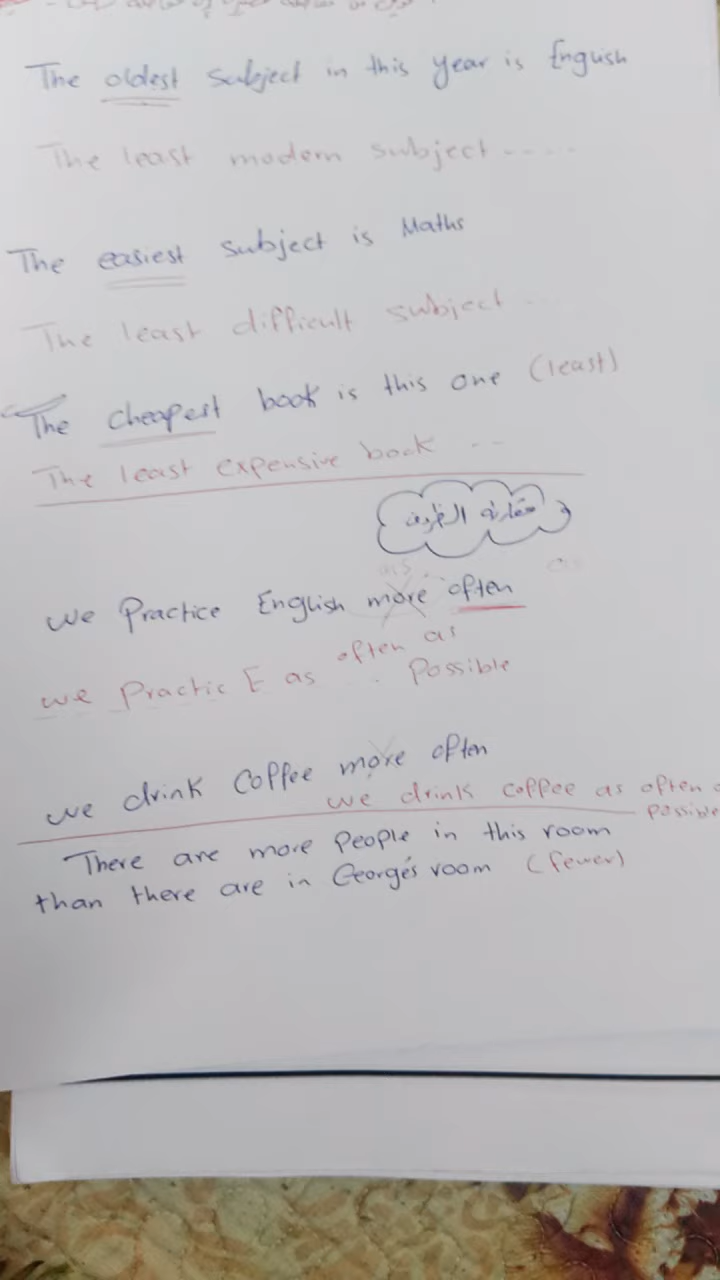 The oldest subject in this year is English
The least modern subject ----
The easiest subject is Maths
The least difficult subject --
The cheapest book is this one (least)
The least expensive book --
as
we Practice English more often
we Practic E as often as
Possible
we drink Coffee more often
we drink coffee as often
possible
There are more People in this room
than there are in George's room (fewer)